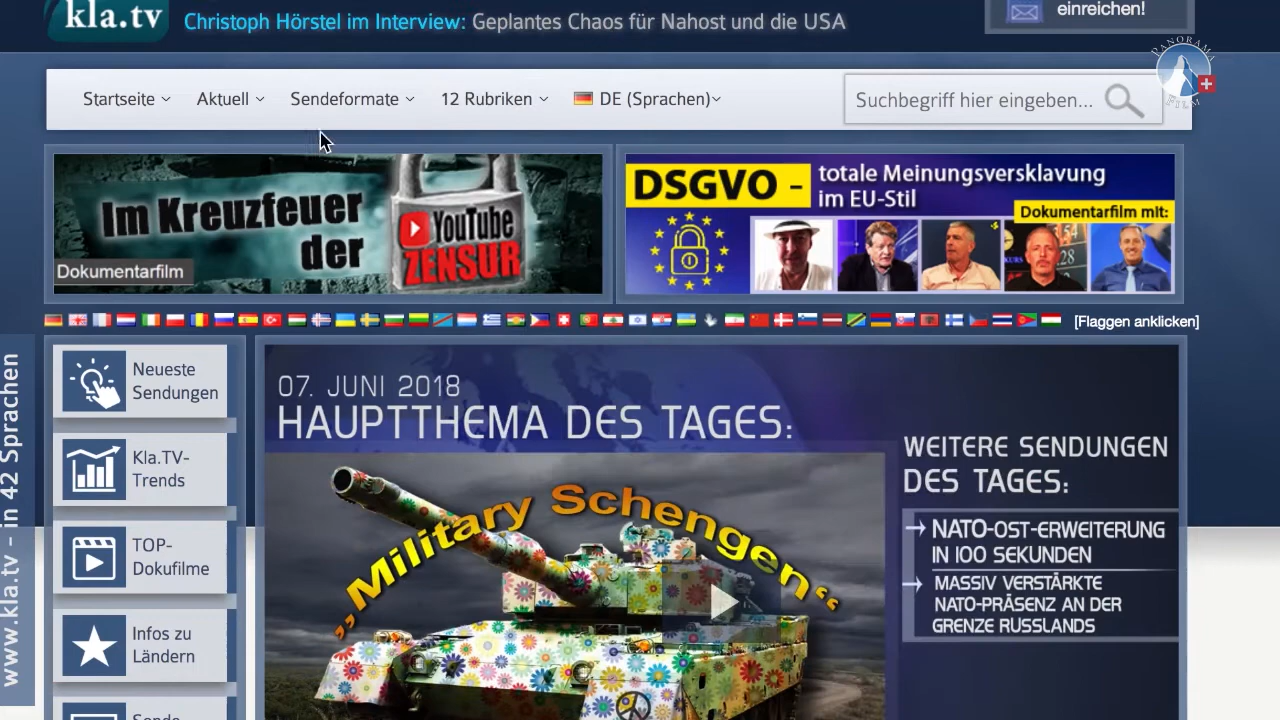 kla.tv
Christoph Hörstel im Interview: Geplantes Chaos für Nahost und die USA
einreichen!
PANORAMA
FILM
Startseite
Aktuell
Sendeformate
12 Rubriken
DE (Sprachen)
Suchbegriff hier eingeben...
Im Kreuzfeuer
der
YouTube
ZENSUR
Dokumentarfilm
DSGVO - totale Meinungsversklavung
im EU-Stil
Dokumentarfilm mit:
[Flaggen anklicken]
www.kla.tv - in 42 Sprachen
Neueste
Sendungen
Kla.TV-
Trends
TOP-
Dokufilme
Infos zu
Ländern
07. JUNI 2018
HAUPTTHEMA DES TAGES:
„Military Schengen“
WEITERE SENDUNGEN
DES TAGES:
NATO-OST-ERWEITERUNG
IN 100 SEKUNDEN
MASSIV VERSTÄRKTE
NATO-PRÄSENZ AN DER
GRENZE RUSSLANDS